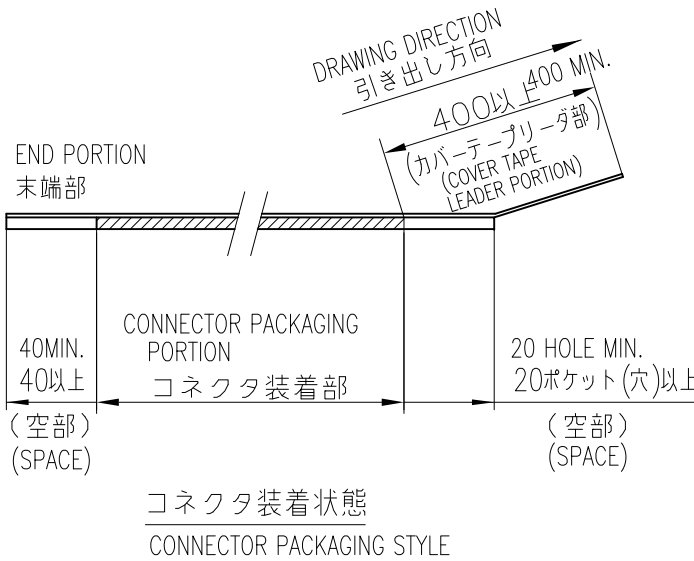 DRAWING DIRECTION
引き出し方向
400以上 400 MIN.
(カバーテープリーダ部)
(COVER TAPE
LEADER PORTION)
END PORTION
末端部
40MIN.
40以上
(空部)
(SPACE)
CONNECTOR PACKAGING
PORTION
コネクタ装着部
20 HOLE MIN.
20ポケット(穴)以上
(空部)
(SPACE)
コネクタ装着状態
CONNECTOR PACKAGING STYLE